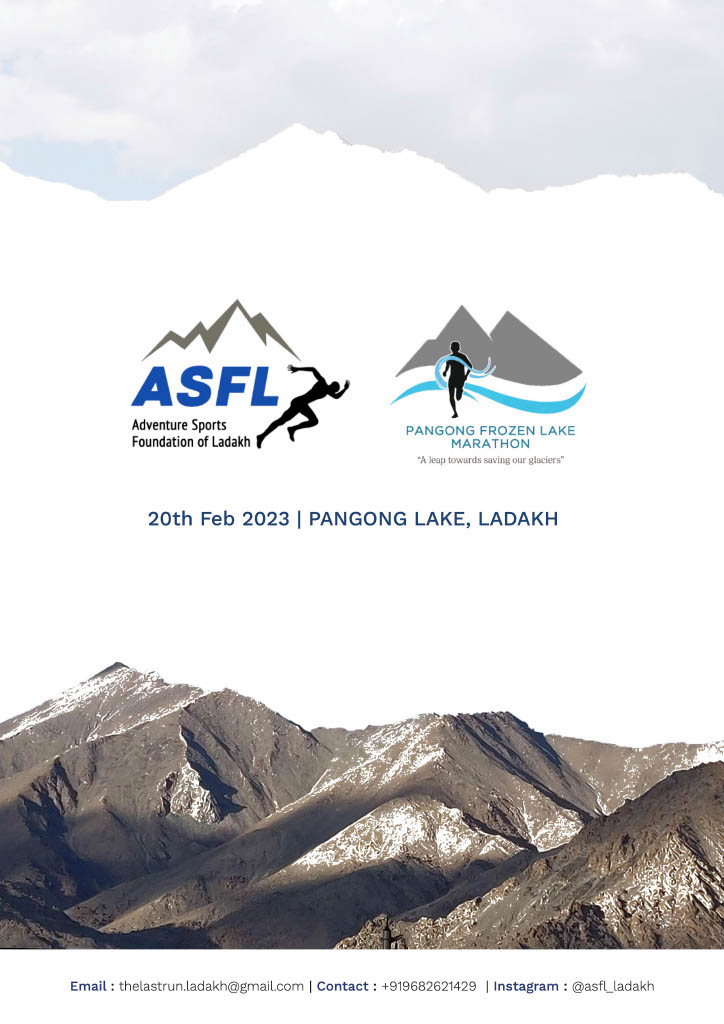 ASFL
Adventure Sports
Foundation of Ladakh
PANGONG FROZEN LAKE
MARATHON
"A leap towards saving our glaciers"
20th Feb 2023 | PANGONG LAKE, LADAKH
Email : thelastrun.ladakh@gmail.com | Contact : +919682621429 | Instagram : @asfl_ladakh